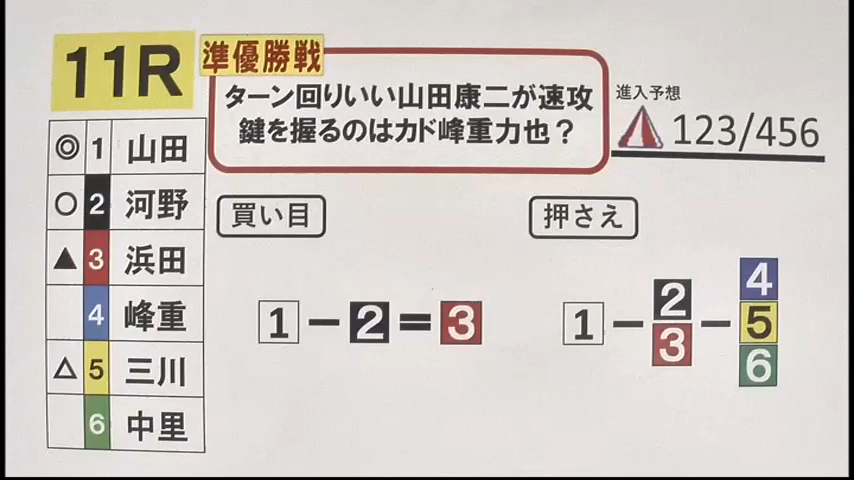 11R
準優勝戦
ターン回りいい山田康二が速攻
鍵を握るのはカド峰重力也？
進入予想
123/456
◎ 1 山田
○ 2 河野
▲ 3 浜田
4 峰重
△ 5 三川
6 中里
買い目
1－2＝3
押さえ
1－2 3－4 5 6